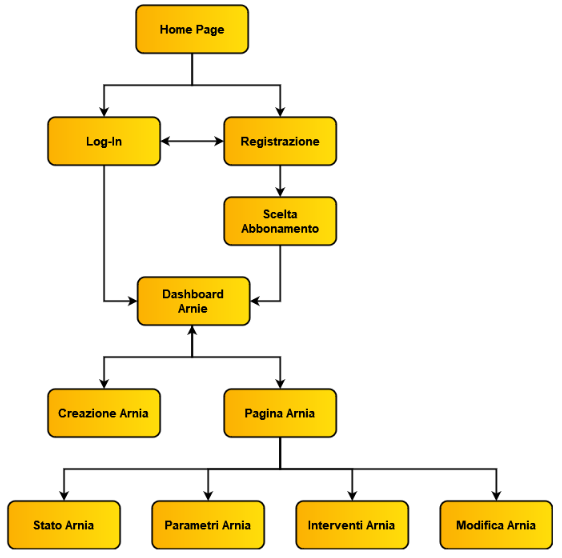 Home Page
Log-In
Registrazione
Scelta
Abbonamento
Dashboard
Arnie
Creazione Arnia
Pagina Arnia
Stato Arnia
Parametri Arnia
Interventi Arnia
Modifica Arnia